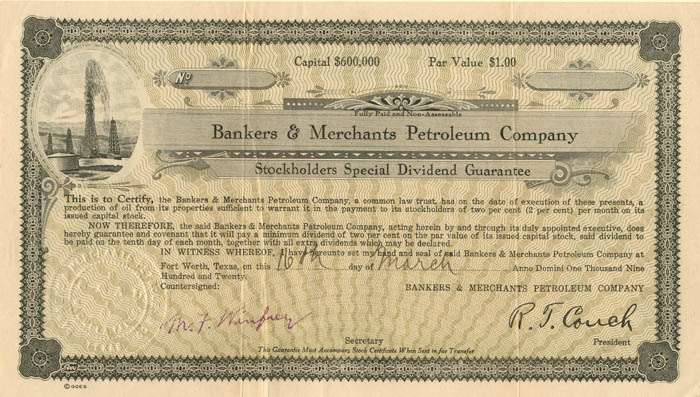 Capital $600,000 Par Value $1.00
No
Fully Paid and Non-Assessable
Bankers & Merchants Petroleum Company
Stockholders Special Dividend Guarantee
This is to Certify, the Bankers & Merchants Petroleum Company, a common law trust, has on the date of execution of these presents, a
production of oil from its properties sufficient to warrant it in the payment to its stockholders of two per cent (2 per cent) per month on its
issued capital stock.
NOW THEREFORE, the said Bankers & Merchants Petroleum Company, acting herein by and through its duly appointed executive, does
hereby guarantee and covenant that it will pay a minimum dividend of two per cent on the par value of its issued capital stock, said dividend to
be paid on the tenth day of each month, together with all extra dividends which may be declared.
IN WITNESS WHEREOF, I have hereunto set my hand and seal of said Bankers & Merchants Petroleum Company at
Fort Worth, Texas, on this 16th day of March Anno Domini One Thousand Nine
Hundred and Twenty.
Countersigned: BANKERS & MERCHANTS PETROLEUM COMPANY
M. F. Winfrey R. T. Couch
Secretary President
This Guarantee Must Accompany Stock Certificate When Sent in for Transfer
© GOES